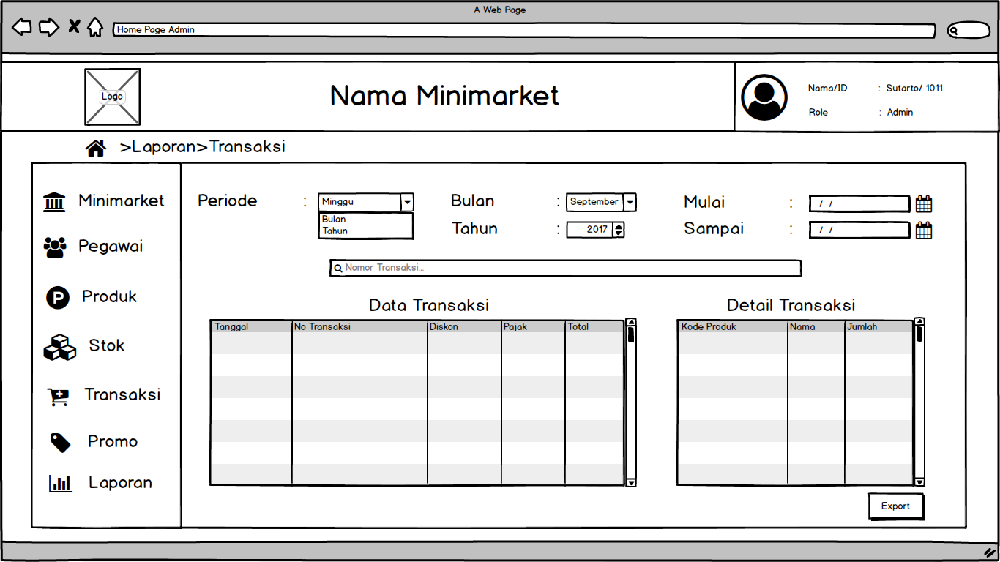 A Web Page
Home Page Admin
Logo
Nama Minimarket
Nama/ID : Sutarto/ 1011
Role : Admin
>Laporan>Transaksi
Minimarket
Pegawai
P Produk
Stok
Transaksi
Promo
Laporan
Periode : Minggu
Bulan
Tahun
Bulan : September
Tahun : 2017
Mulai : / /
Sampai : / /
Nomor Transaksi...
Data Transaksi
Tanggal No Transaksi Diskon Pajak Total
Detail Transaksi
Kode Produk Nama Jumlah
Export